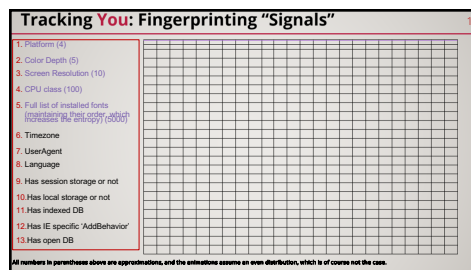 Tracking You: Fingerprinting “Signals”
1
1. Platform (4)
2. Color Depth (5)
3. Screen Resolution (10)
4. CPU class (100)
5. Full list of installed fonts
(maintaining their order, which
increases the entropy) (5000)
6. Timezone
7. UserAgent
8. Language
9. Has session storage or not
10.Has local storage or not
11.Has indexed DB
12.Has IE specific ‘AddBehavior’
13.Has open DB
All numbers in parentheses above are approximations, and the animations assume an even distribution, which is of course not the case.